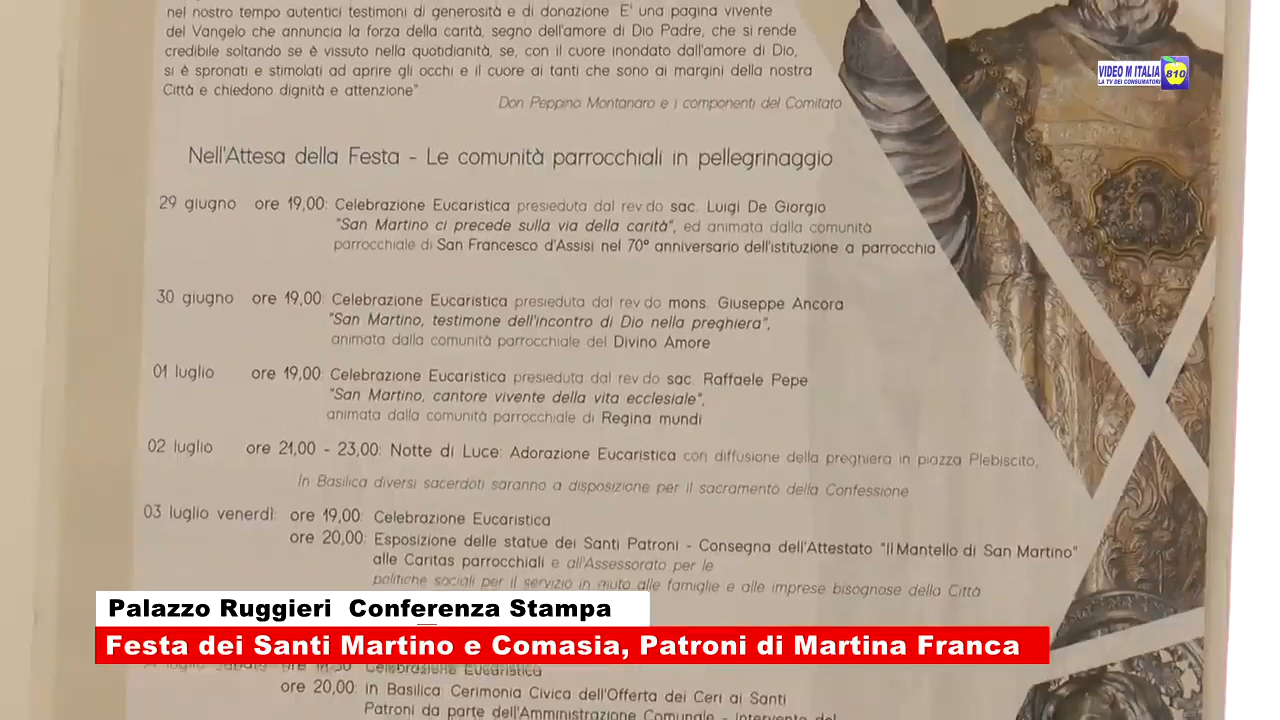 nel nostro tempo autentici testimoni di generosità e di donazione E' una pagina vivente
del Vangelo che annuncia la forza della carità, segno dell'amore di Dio Padre, che si rende
credibile soltando se è vissuto nella quotidianità, se, con il cuore inondato dall'amore di Dio,
si è spronati e stimolati ad aprire gli occhi e il cuore ai tanti che sono ai margini della nostra
Città e chiedono dignità e attenzione"
Don Peppino Montanaro e i componenti del Comitato
VIDEO M ITALIA
LA TV DEI CONSUMATORI
810
Nell'Attesa della Festa - Le comunità parrocchiali in pellegrinaggio
29 giugno ore 19,00: Celebrazione Eucaristica presieduta dal rev do sac. Luigi De Giorgio
"San Martino ci precede sulla via della carità", ed animata dalla comunità
parrocchiale di San Francesco d'Assisi nel 70° anniversario dell'istituzione a parrocchia
30 giugno ore 19,00: Celebrazione Eucaristica presieduta dal rev do mons. Giuseppe Ancora
"San Martino, testimone dell'incontro di Dio nella preghiera",
animata dalla comunità parrocchiale del Divino Amore
01 luglio ore 19,00: Celebrazione Eucaristica presieduta dal rev do sac. Raffaele Pepe
"San Martino, cantore vivente della vita ecclesiale",
animata dalla comunità parrocchiale di Regina mundi
02 luglio ore 21,00 - 23,00: Notte di Luce: Adorazione Eucaristica con diffusione della preghiera in piazza Plebiscito,
In Basilica diversi sacerdoti saranno a disposizione per il sacramento della Confessione
03 luglio venerdì: ore 19,00: Celebrazione Eucaristica
ore 20,00: Esposizione delle statue dei Santi Patroni - Consegna dell'Attestato "Il Mantello di San Martino"
alle Caritas parrocchiali e all'Assessorato per le
politiche sociali per il servizio in aiuto alle famiglie e alle imprese bisognose della Città
Palazzo Ruggieri Conferenza Stampa
Festa dei Santi Martino e Comasia, Patroni di Martina Franca
luglio sabato ore Celebrazione Eucaristica
ore 20,00: in Basilica Cerimonia Civica dell'Offerta dei Ceri ai Santi
Patroni da parte dell'Amministrazione Comunale - Intervento del